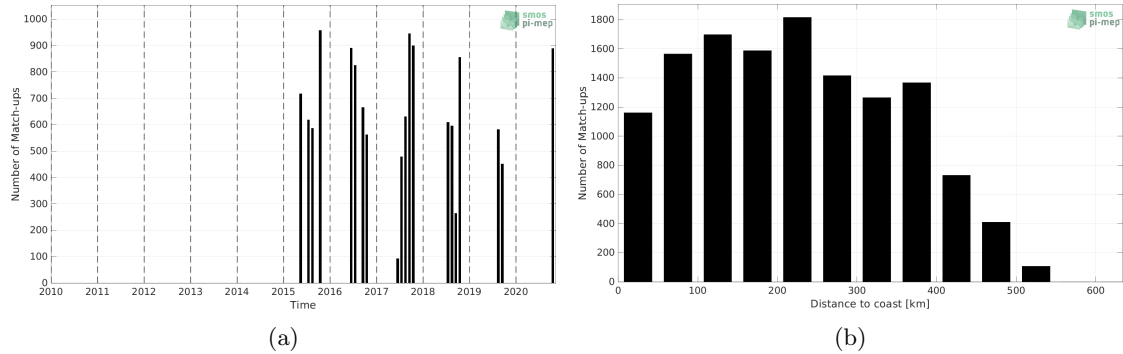 smos
pi-mep
1000
900
800
700
600
500
400
300
200
100
0
Number of Match-ups
2010 2011 2012 2013 2014 2015 2016 2017 2018 2019 2020
Time
(a)
smos
pi-mep
1800
1600
1400
1200
1000
800
600
400
200
0
Number of Match-ups
0 100 200 300 400 500 600
Distance to coast [km]
(b)